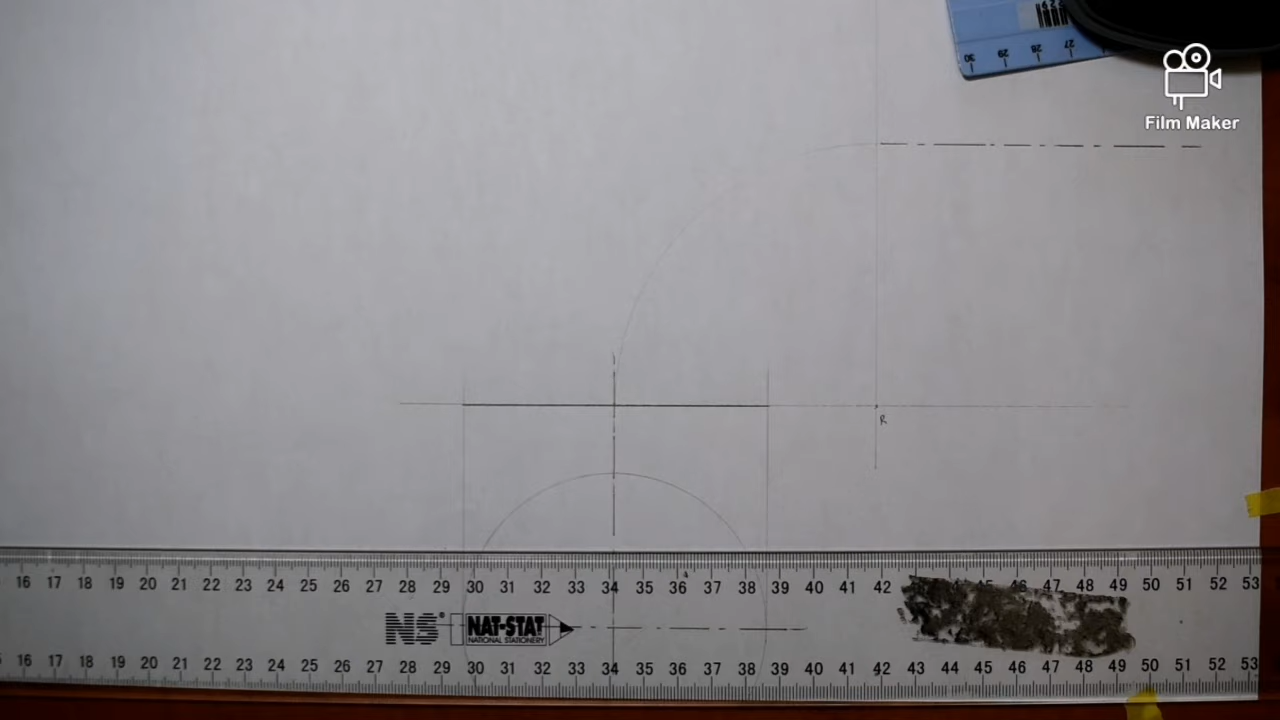 30 29 28 27
Film Maker
R
16 17 18 19 20 21 22 23 24 25 26 27 28 29 30 31 32 33 34 35 36 37 38 39 40 41 42 45 46 47 48 49 50 51 52 53
NS®
NAT-STAT
NATIONAL STATIONERY
16 17 18 19 20 21 22 23 24 25 26 27 28 29 30 31 32 33 34 35 36 37 38 39 40 41 42 43 44 45 46 47 48 49 50 51 52 53